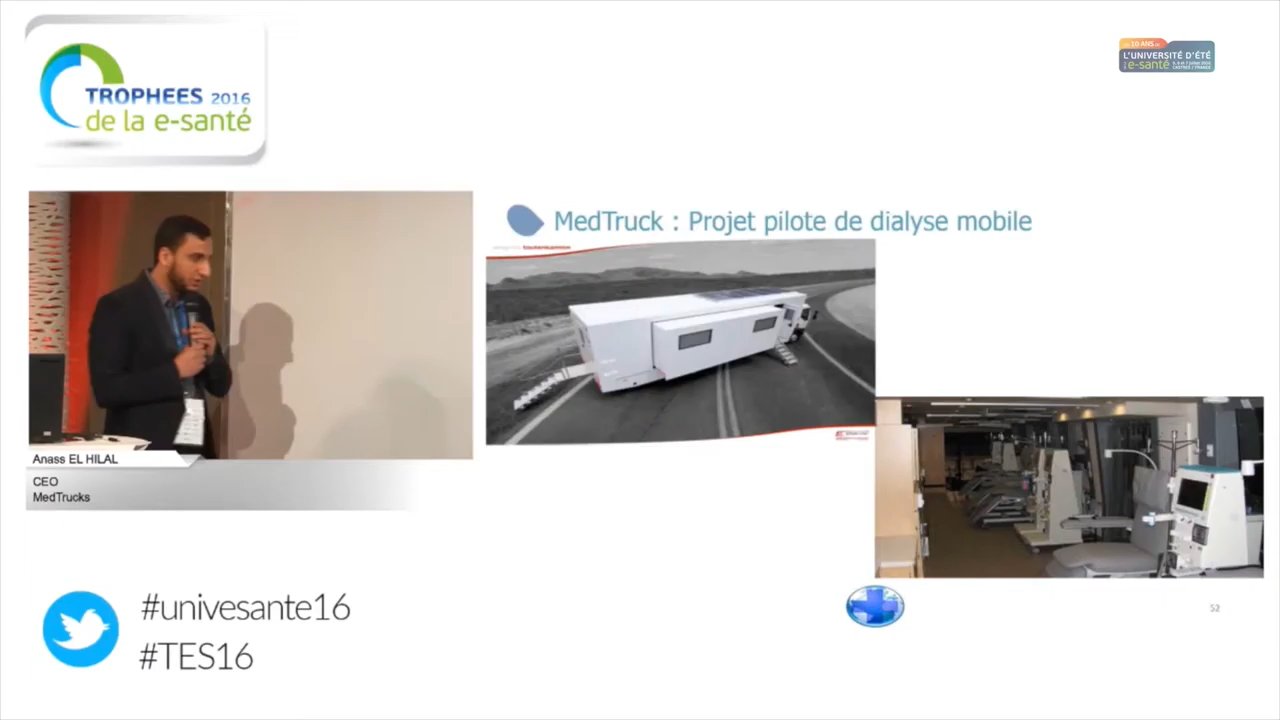 TROPHEES 2016
de la e-santé
L'UNIVERSITÉ D'ÉTÉ
e-santé
MedTruck : Projet pilote de dialyse mobile
Anass EL HILAL
CEO
MedTrucks
#univesante16
#TES16
52